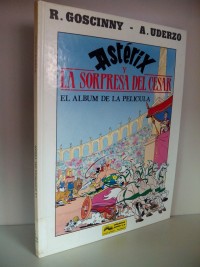 R. GOSCINNY - A. UDERZO
Astérix
Y
LA SORPRESA DEL CESAR
EL ALBUM DE LA PELICULA